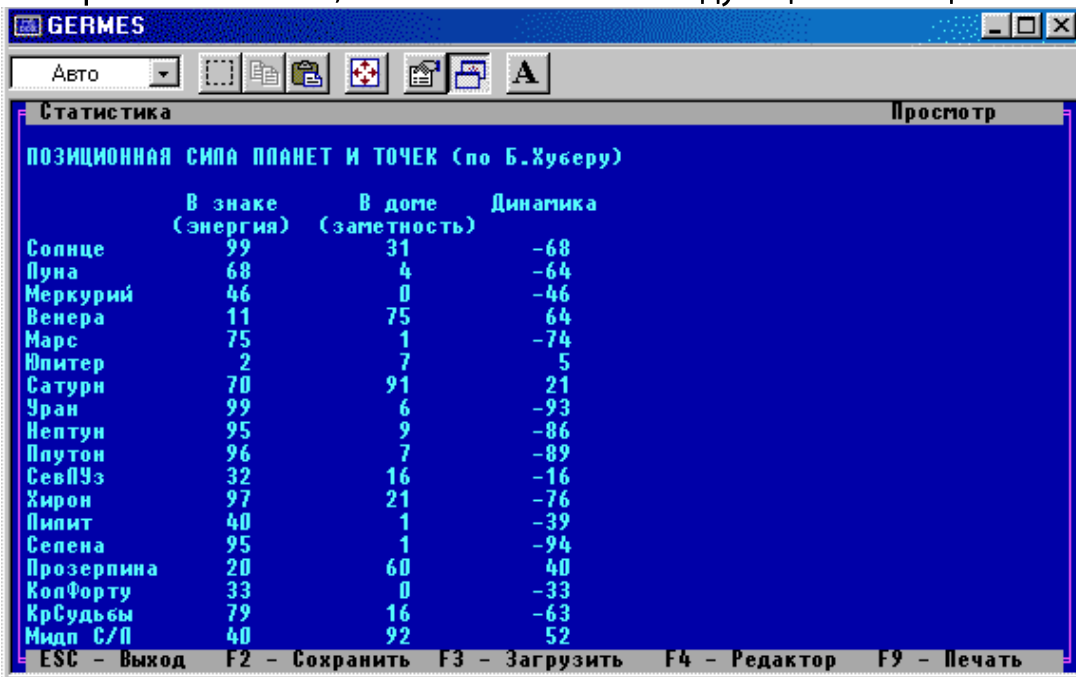 GERMES
Авто
A
Статистика Просмотр
ПОЗИЦИОННАЯ СИЛА ПЛАНЕТ И ТОЧЕК (по Б.Хуберу)
В знаке В доме Динамика
(энергия) (заметность)
Солнце 99 31 -68
Луна 68 4 -64
Меркурий 46 0 -46
Венера 11 75 64
Марс 75 1 -74
Юпитер 2 7 5
Сатурн 70 91 21
Уран 99 6 -93
Нептун 95 9 -86
Плутон 96 7 -89
СевЛУз 32 16 -16
Хирон 97 21 -76
Лилит 40 1 -39
Селена 95 1 -94
Прозерпина 20 60 40
КолФорту 33 0 -33
КрСудьбы 79 16 -63
Мидп С/Л 40 92 52
ESC - Выход F2 - Сохранить F3 - Загрузить F4 - Редактор F9 - Печать